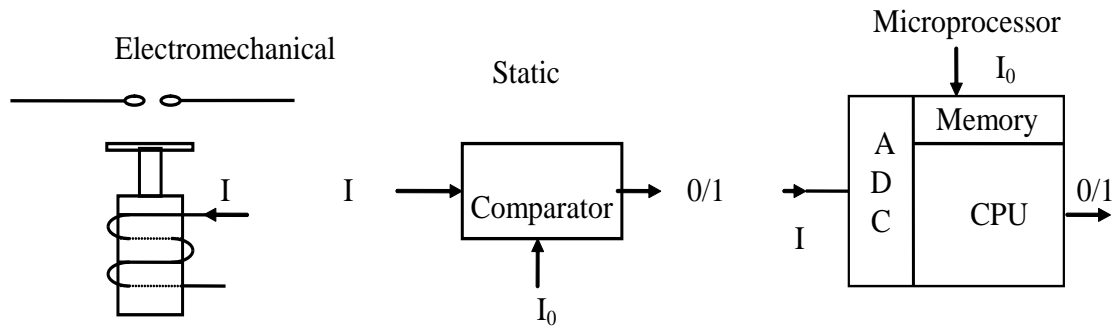 Electromechanical
I
Static
I
Comparator
0/1
I₀
Microprocessor
I₀
Memory
A
D
C
CPU
I
0/1